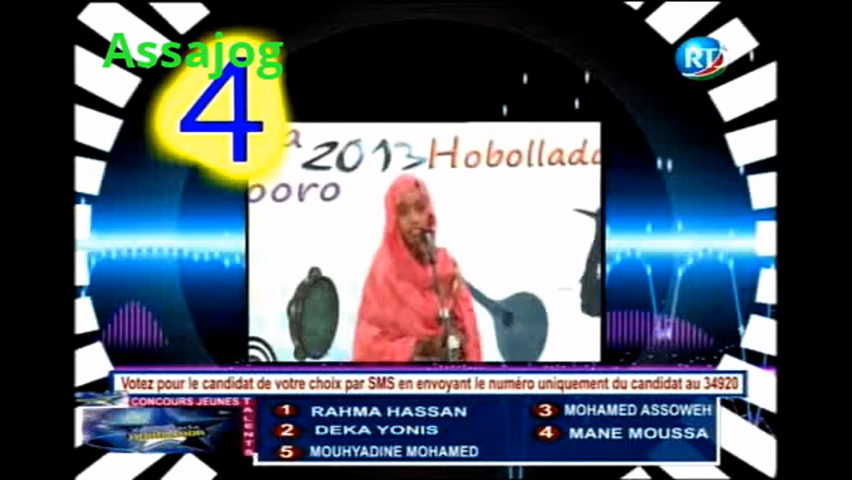 Assajog
4
RTD
a 2013 Hobollada
boro
Votez pour le candidat de votre choix par SMS en envoyant le numéro uniquement du candidat au 34920
CONCOURS JEUNES TALENTS
1 RAHMA HASSAN
2 DEKA YONIS
5 MOUHYADINE MOHAMED
3 MOHAMED ASSOWEH
4 MANE MOUSSA